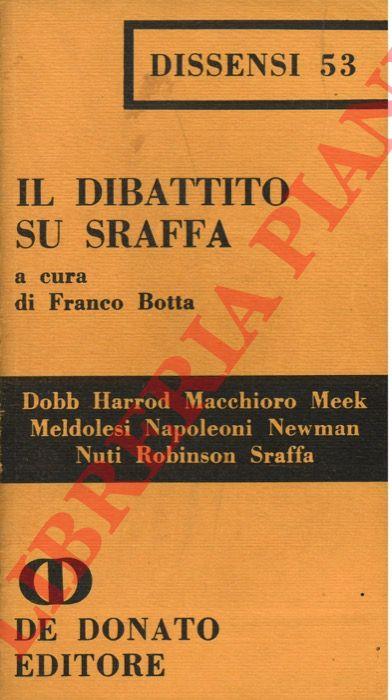 DISSENSI 53
IL DIBATTITO
SU SRAFFA
a cura
di Franco Botta
Dobb Harrod Macchioro Meek
Meldolesi Napoleoni Newman
Nuti Robinson Sraffa
DE DONATO
EDITORE
LIBRERIA PIANI